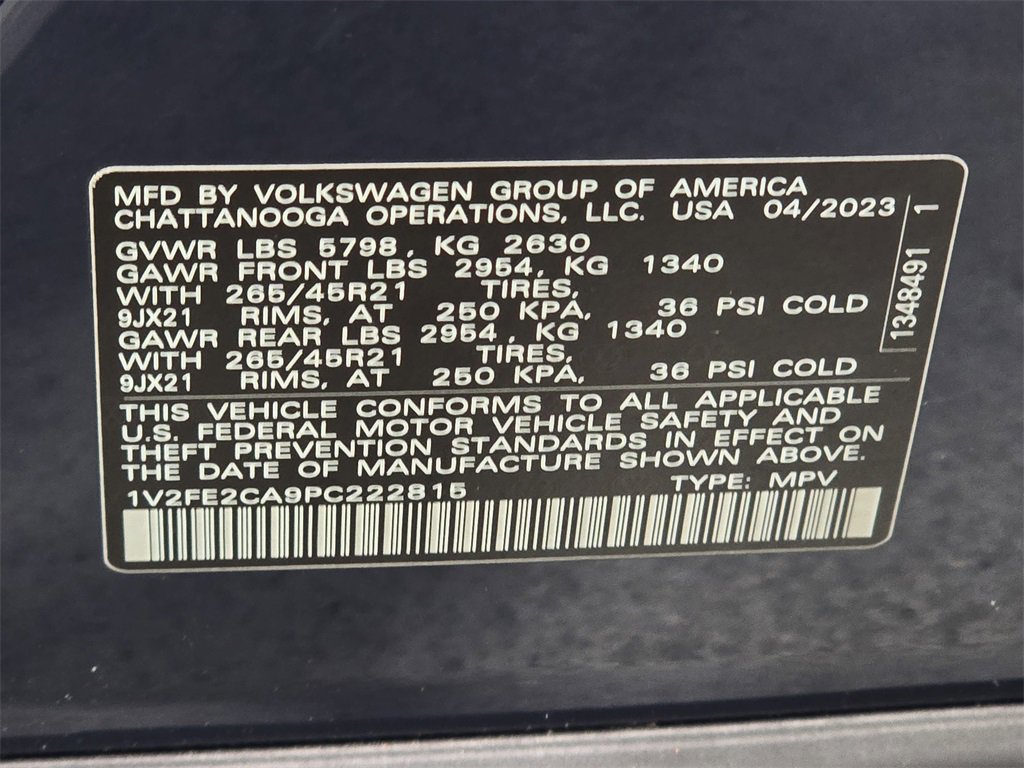 MFD BY VOLKSWAGEN GROUP OF AMERICA
CHATTANOOGA OPERATIONS, LLC. USA 04/2023
GVWR LBS 5798, KG 2630
GAWR FRONT LBS 2954, KG 1340
WITH 265/45R21 TIRES,
9JX21 RIMS, AT 250 KPA, 36 PSI COLD
GAWR REAR LBS 2954, KG 1340
WITH 265/45R21 TIRES,
9JX21 RIMS, AT 250 KPA, 36 PSI COLD
THIS VEHICLE CONFORMS TO ALL APPLICABLE
U.S. FEDERAL MOTOR VEHICLE SAFETY AND
THEFT PREVENTION STANDARDS IN EFFECT ON
THE DATE OF MANUFACTURE SHOWN ABOVE.
1V2FE2CA9PC222815 TYPE: MPV
1348491 1